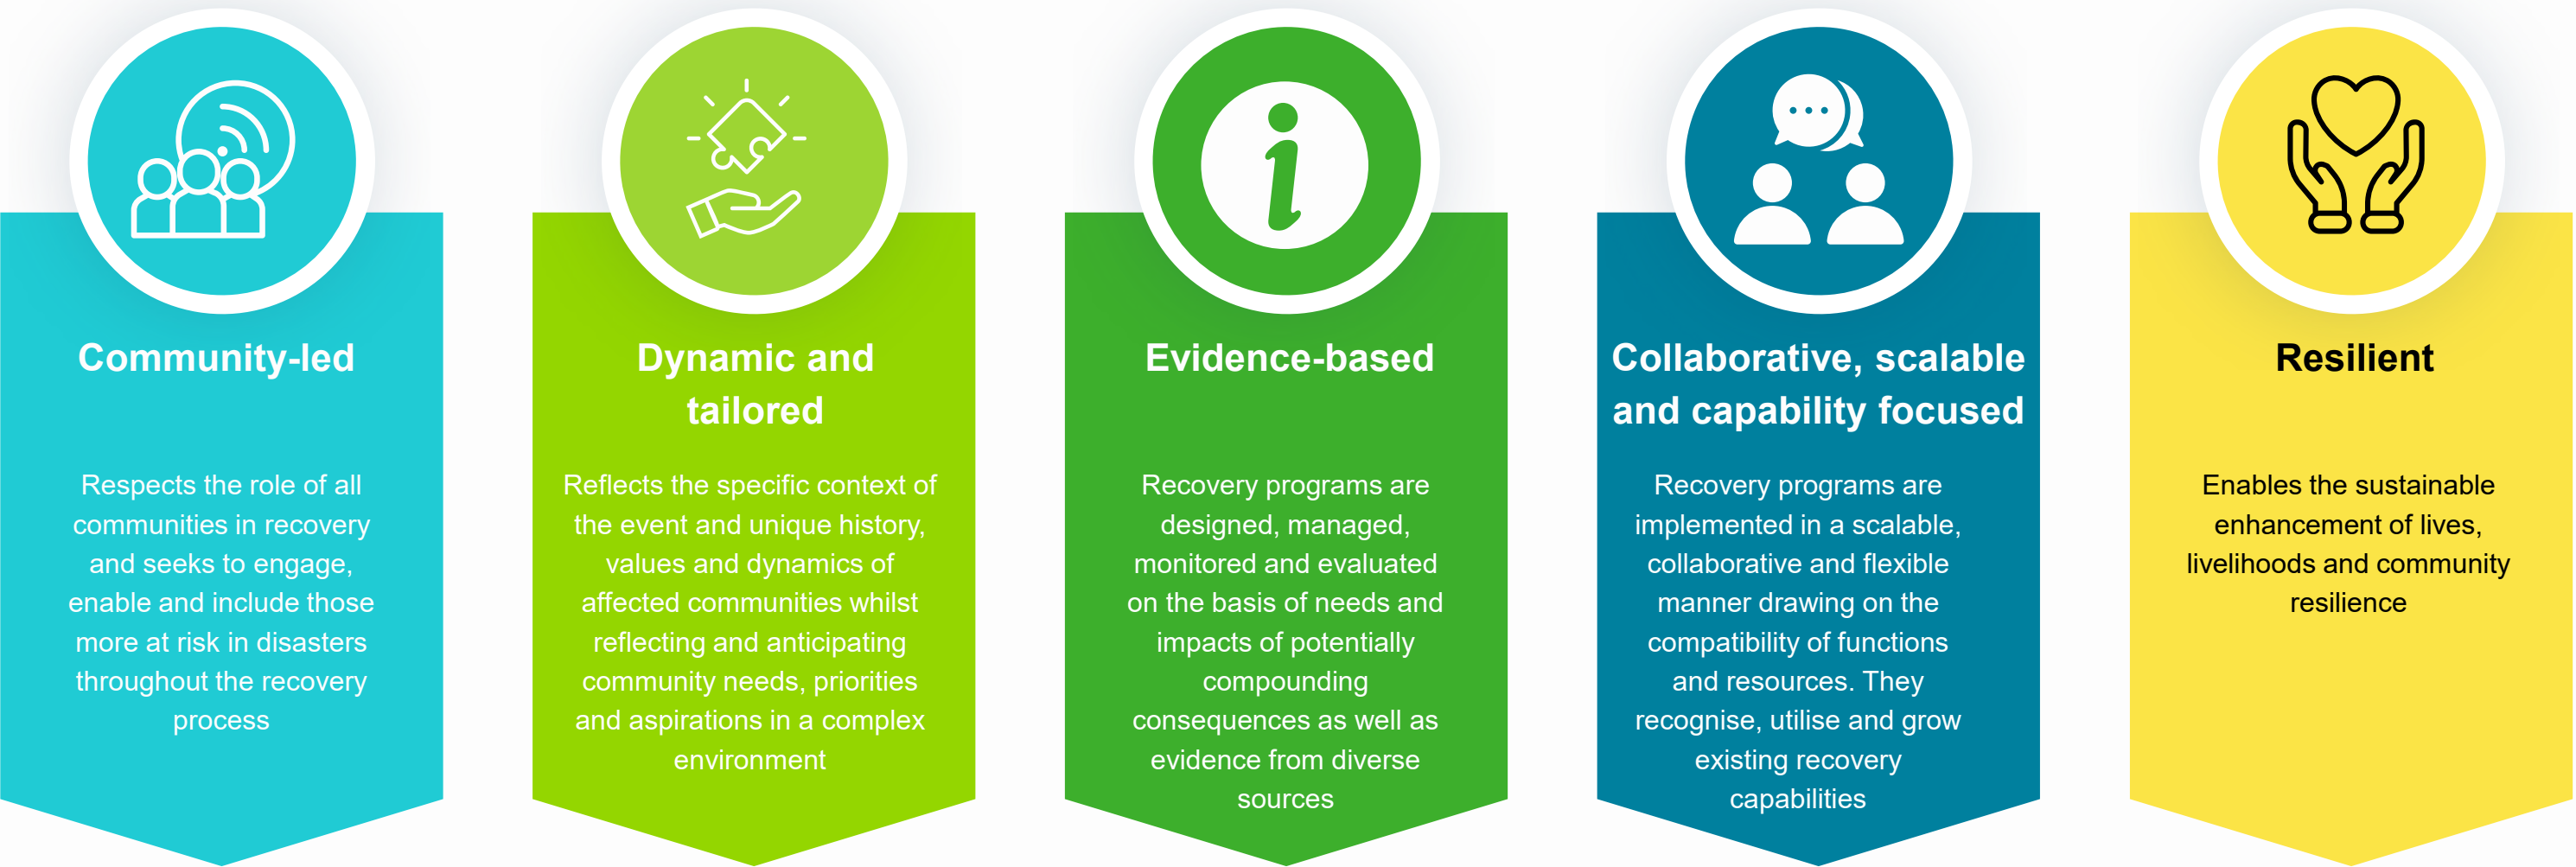 Community-led
Respects the role of all
communities in recovery
and seeks to engage,
enable and include those
more at risk in disasters
throughout the recovery
process
Dynamic and
tailored
Reflects the specific context of
the event and unique history,
values and dynamics of
affected communities whilst
reflecting and anticipating
community needs, priorities
and aspirations in a complex
environment
Evidence-based
Recovery programs are
designed, managed,
monitored and evaluated
on the basis of needs and
impacts of potentially
compounding
consequences as well as
evidence from diverse
sources
Collaborative, scalable
and capability focused
Recovery programs are
implemented in a scalable,
collaborative and flexible
manner drawing on the
compatibility of functions
and resources. They
recognise, utilise and grow
existing recovery
capabilities
Resilient
Enables the sustainable
enhancement of lives,
livelihoods and community
resilience